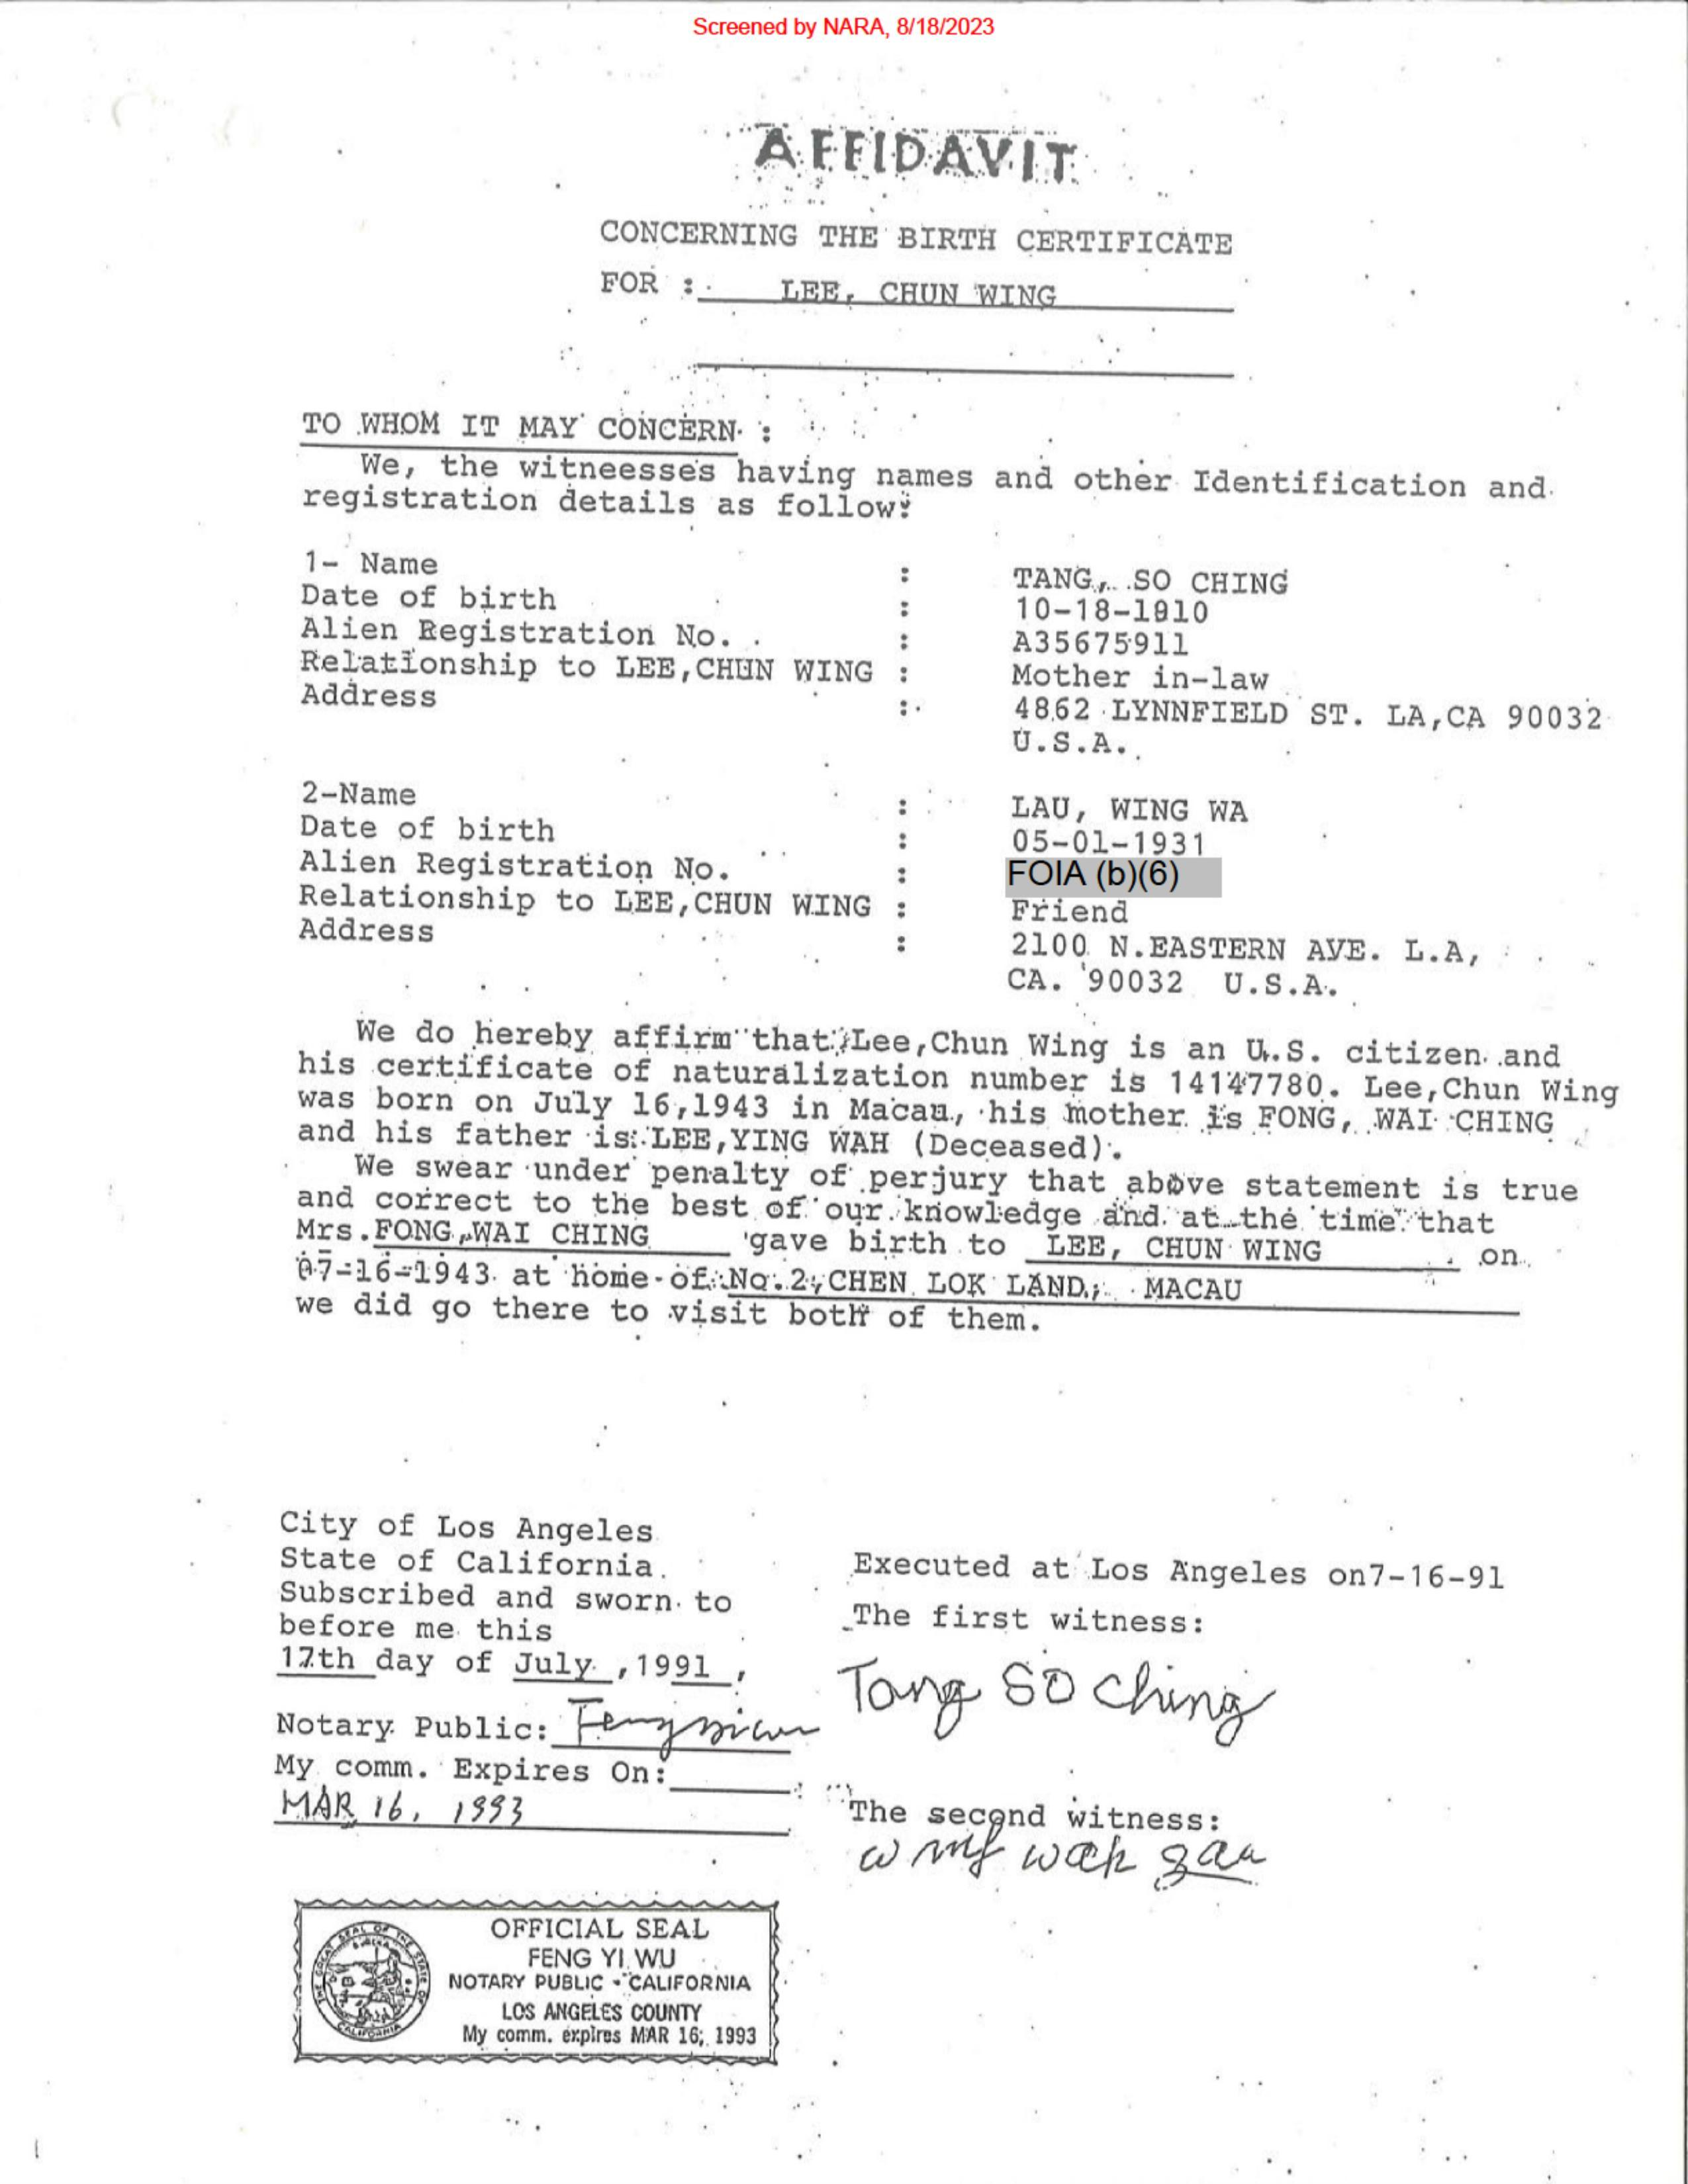 Screened by NARA, 8/18/2023
AFFIDAVIT
CONCERNING THE BIRTH CERTIFICATE
FOR : LEE, CHUN WING
TO WHOM IT MAY CONCERN :
We, the witneesses having names and other Identification and
registration details as follow:
1- Name : TANG, SO CHING
Date of birth : 10-18-1910
Alien Registration No. : A35675911
Relationship to LEE,CHUN WING : Mother in-law
Address : 4862 LYNNFIELD ST. LA,CA 90032
U.S.A.
2-Name : LAU, WING WA
Date of birth : 05-01-1931
Alien Registration No. : FOIA (b)(6)
Relationship to LEE,CHUN WING : Friend
Address : 2100 N.EASTERN AVE. L.A,
CA. 90032 U.S.A.
We do hereby affirm that Lee,Chun Wing is an U.S. citizen and
his certificate of naturalization number is 14147780. Lee,Chun Wing
was born on July 16,1943 in Macau, his mother is FONG, WAI CHING
and his father is LEE,YING WAH (Deceased).
We swear under penalty of perjury that above statement is true
and correct to the best of our knowledge and at the time that
Mrs.FONG,WAI CHING gave birth to LEE, CHUN WING on
07-16-1943 at home of No.2, CHEN LOK LAND, MACAU
we did go there to visit both of them.
City of Los Angeles
State of California.
Subscribed and sworn to
before me this
17th day of July ,1991,
Notary Public:
My comm. Expires On:
MAR 16, 1993
Executed at Los Angeles on7-16-91
The first witness:
Tang SO Ching
The second witness:
OFFICIAL SEAL
FENG YI WU
NOTARY PUBLIC - CALIFORNIA
LOS ANGELES COUNTY
My comm. expires MAR 16, 1993